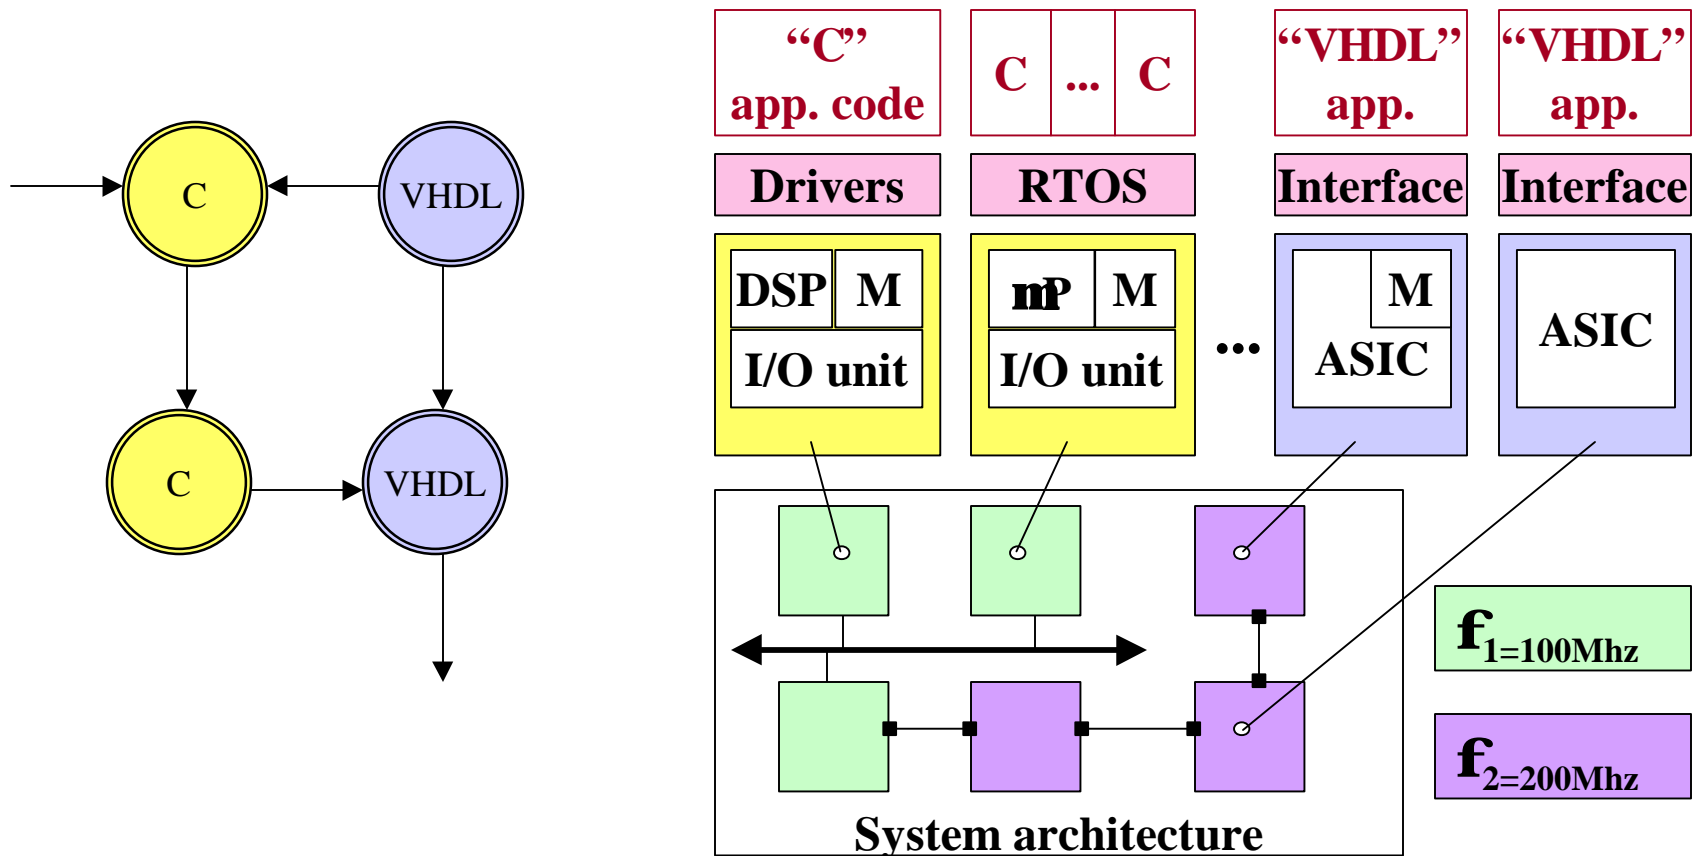 C
VHDL
C
VHDL
“C”
app. code
C ... C
“VHDL”
app.
“VHDL”
app.
Drivers
RTOS
Interface
Interface
DSP M
I/O unit
mP M
I/O unit
...
M
ASIC
ASIC
f1=100Mhz
f2=200Mhz
System architecture